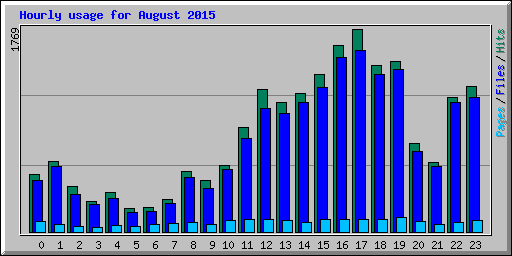 Hourly usage for August 2015
1769
Pages/Files/Hits
0 1 2 3 4 5 6 7 8 9 10 11 12 13 14 15 16 17 18 19 20 21 22 23